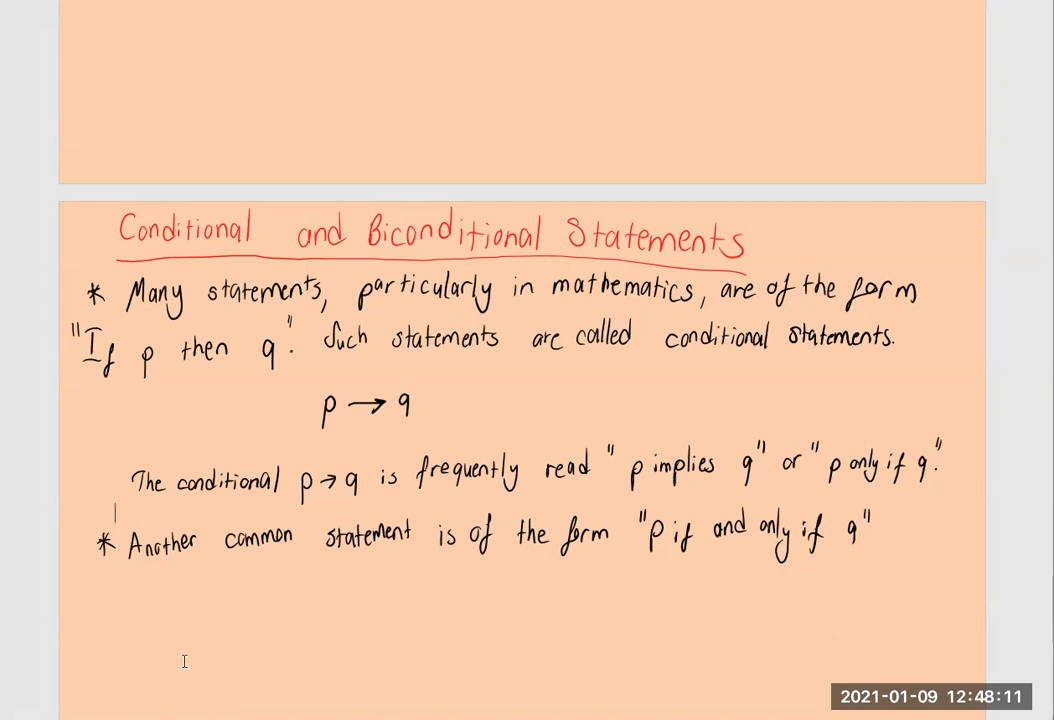 Conditional and Biconditional Statements
* Many statements, particularly in mathematics, are of the form
"If p then q". Such statements are called conditional statements.
p → q
The conditional p → q is frequently read "p implies q" or "p only if q".
* Another common statement is of the form "p if and only if q"
2021-01-09 12:48:11